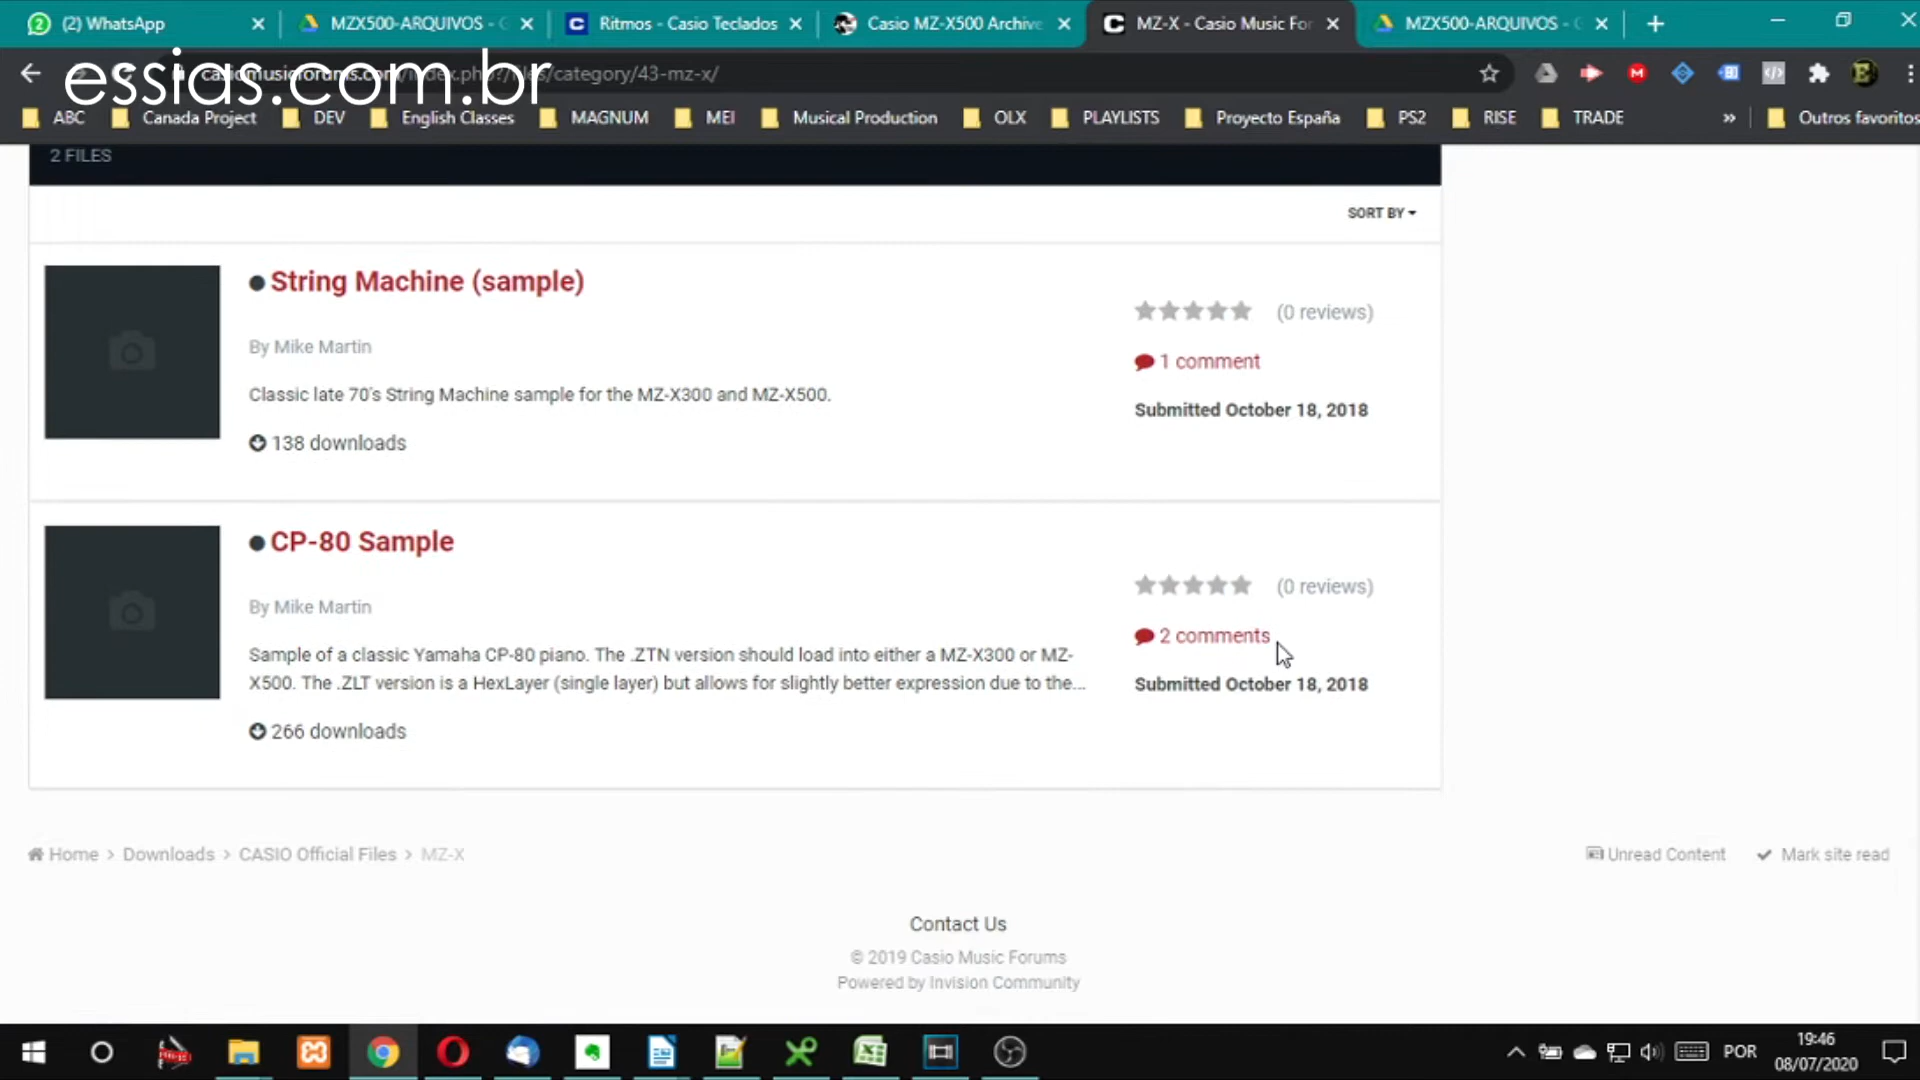 (2) WhatsApp
MZX500-ARQUIVOS -
Ritmos - Casio Teclados
Casio MZ-X500 Archive
MZ-X - Casio Music For
MZX500-ARQUIVOS -
essias.com.br
casiomusicforums.com/index.php?/files/category/43-mz-x/
ABC
Canada Project
DEV
English Classes
MAGNUM
MEI
Musical Production
OLX
PLAYLISTS
Proyecto España
PS2
RISE
TRADE
»
Outros favoritos
2 FILES
SORT BY
String Machine (sample)
(0 reviews)
By Mike Martin
1 comment
Classic late 70's String Machine sample for the MZ-X300 and MZ-X500.
Submitted October 18, 2018
138 downloads
CP-80 Sample
(0 reviews)
By Mike Martin
2 comments
Sample of a classic Yamaha CP-80 piano. The .ZTN version should load into either a MZ-X300 or MZ-
X500. The .ZLT version is a HexLayer (single layer) but allows for slightly better expression due to the...
Submitted October 18, 2018
266 downloads
Home > Downloads > CASIO Official Files > MZ-X
Unread Content
Mark site read
Contact Us
© 2019 Casio Music Forums
Powered by Invision Community
POR
19:46
08/07/2020